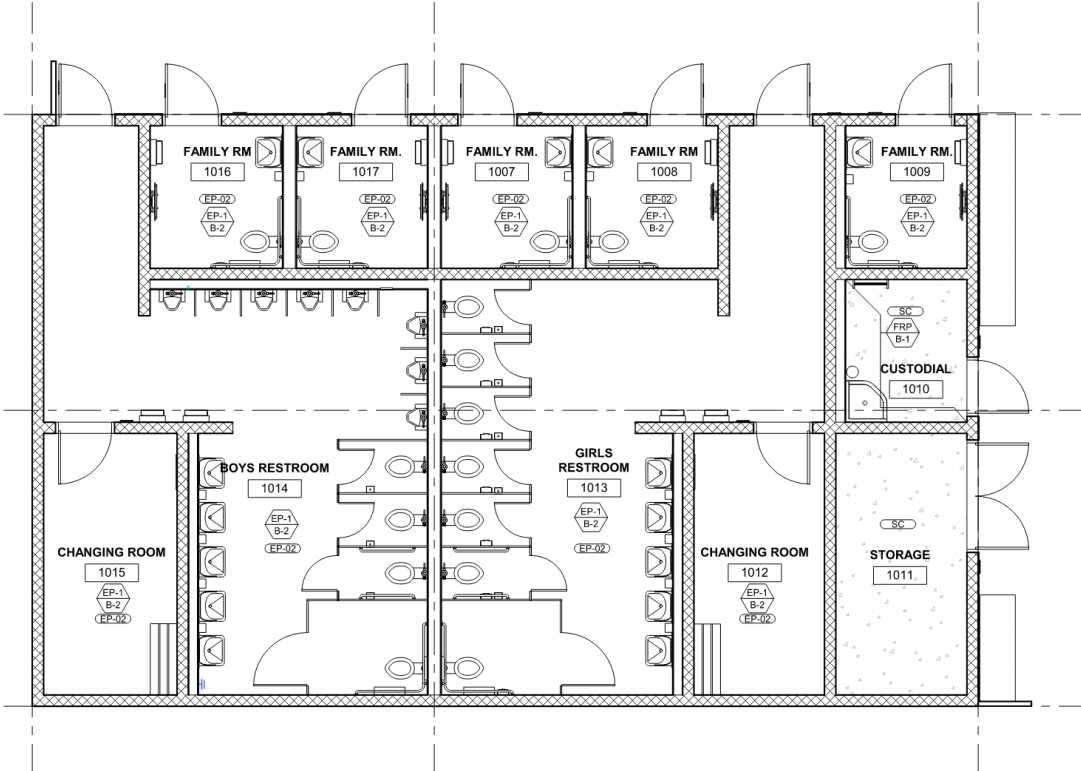 FAMILY RM
1016
EP-02
EP-1
B-2
FAMILY RM.
1017
EP-02
EP-1
B-2
FAMILY RM.
1007
EP-02
EP-1
B-2
FAMILY RM
1008
EP-02
EP-1
B-2
FAMILY RM.
1009
EP-02
EP-1
B-2
SC
FRP
B-1
CUSTODIAL
1010
BOYS RESTROOM
1014
EP-1
B-2
EP-02
GIRLS
RESTROOM
1013
EP-1
B-2
EP-02
CHANGING ROOM
1015
EP-1
B-2
EP-02
CHANGING ROOM
1012
EP-1
B-2
EP-02
SC
STORAGE
1011